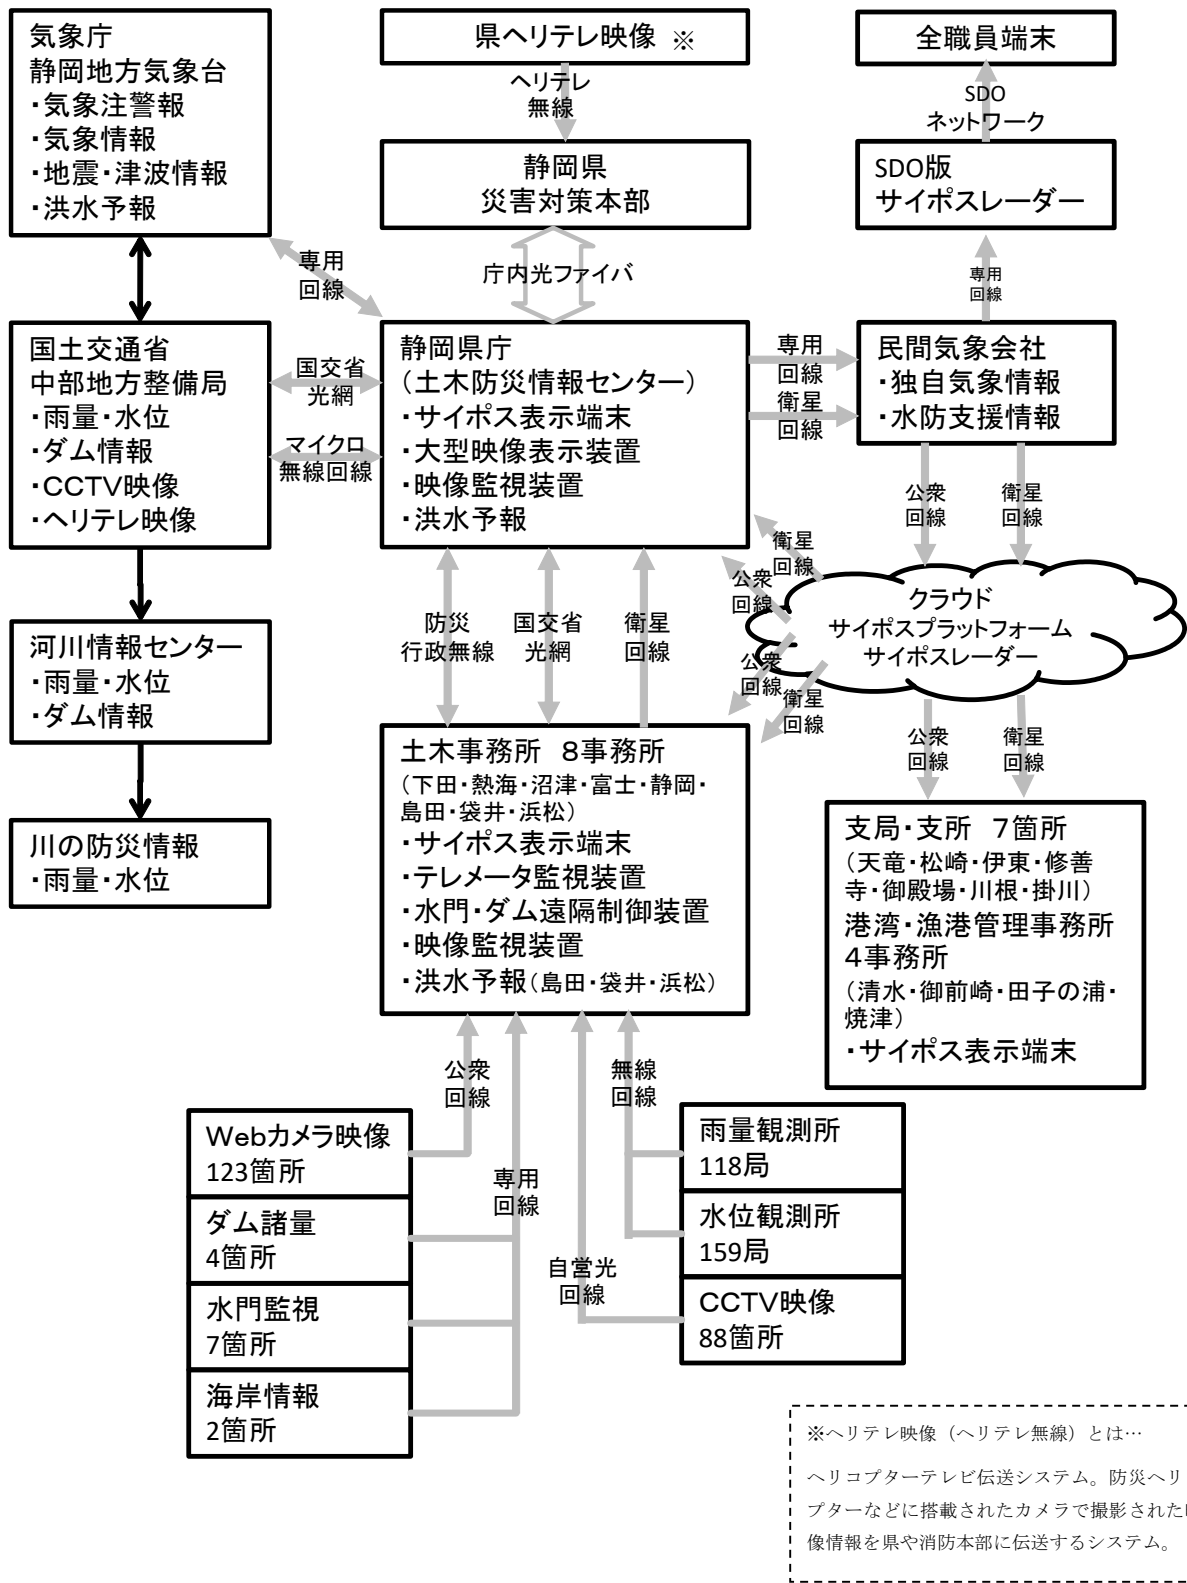 気象庁
静岡地方気象台
・気象注警報
・気象情報
・地震・津波情報
・洪水予報
県ヘリテレ映像 ※
ヘリテレ
無線
静岡県
災害対策本部
庁内光ファイバ
全職員端末
SDO
ネットワーク
SDO版
サイポスレーダー
専用
回線
専用
回線
国土交通省
中部地方整備局
・雨量・水位
・ダム情報
・CCTV映像
・ヘリテレ映像
国交省
光網
マイクロ
無線回線
静岡県庁
（土木防災情報センター）
・サイポス表示端末
・大型映像表示装置
・映像監視装置
・洪水予報
専用
回線
衛星
回線
民間気象会社
・独自気象情報
・水防支援情報
公衆
回線
衛星
回線
衛星
回線
公衆
回線
クラウド
サイポスプラットフォーム
サイポスレーダー
公衆
回線
衛星
回線
公衆
回線
衛星
回線
河川情報センター
・雨量・水位
・ダム情報
川の防災情報
・雨量・水位
防災
行政無線
国交省
光網
衛星
回線
土木事務所 8事務所
（下田・熱海・沼津・富士・静岡・
島田・袋井・浜松）
・サイポス表示端末
・テレメータ監視装置
・水門・ダム遠隔制御装置
・映像監視装置
・洪水予報（島田・袋井・浜松）
支局・支所 7箇所
（天竜・松崎・伊東・修善
寺・御殿場・川根・掛川）
港湾・漁港管理事務所
4事務所
（清水・御前崎・田子の浦・
焼津）
・サイポス表示端末
公衆
回線
専用
回線
自営光
回線
無線
回線
Webカメラ映像
123箇所
ダム諸量
4箇所
水門監視
7箇所
海岸情報
2箇所
雨量観測所
118局
水位観測所
159局
CCTV映像
88箇所
※ヘリテレ映像（ヘリテレ無線）とは…
ヘリコプターテレビ伝送システム。防災ヘリ
プターなどに搭載されたカメラで撮影された
像情報を県や消防本部に伝送するシステム。